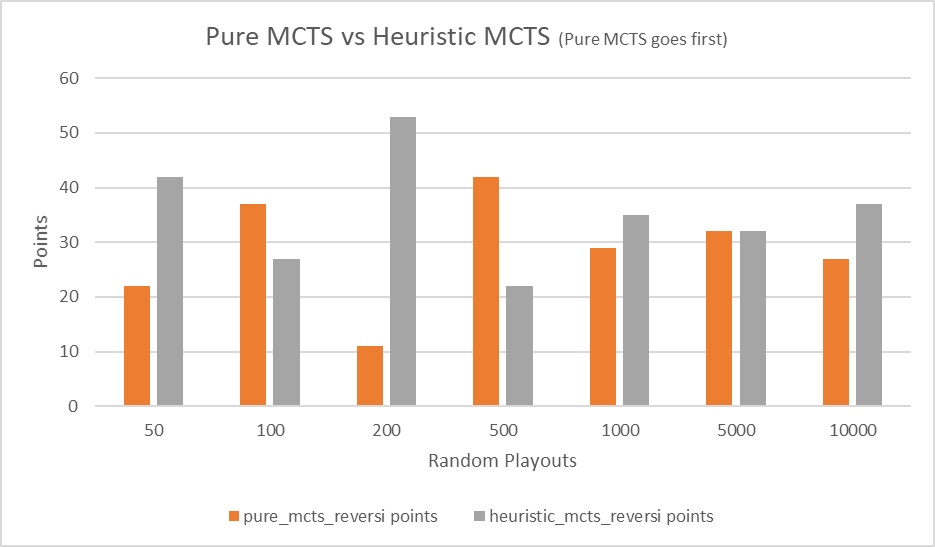 Pure MCTS vs Heuristic MCTS (Pure MCTS goes first)
60
50
40
30
20
10
0
Points
50 100 200 500 1000 5000 10000
Random Playouts
pure_mcts_reversi points heuristic_mcts_reversi points